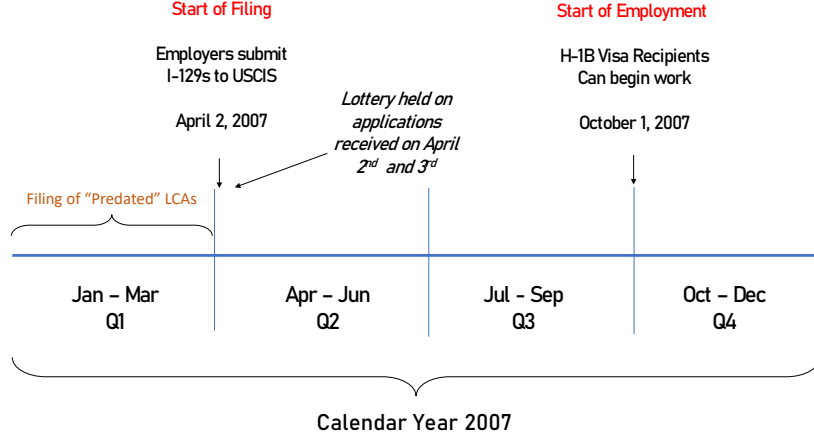 Start of Filing
Start of Employment
Employers submit
I-129s to USCIS
April 2, 2007
Lottery held on
applications
received on April
2nd and 3rd
H-1B Visa Recipients
Can begin work
October 1, 2007
Filing of “Predated” LCAs
Jan – Mar
Q1
Apr – Jun
Q2
Jul - Sep
Q3
Oct – Dec
Q4
Calendar Year 2007